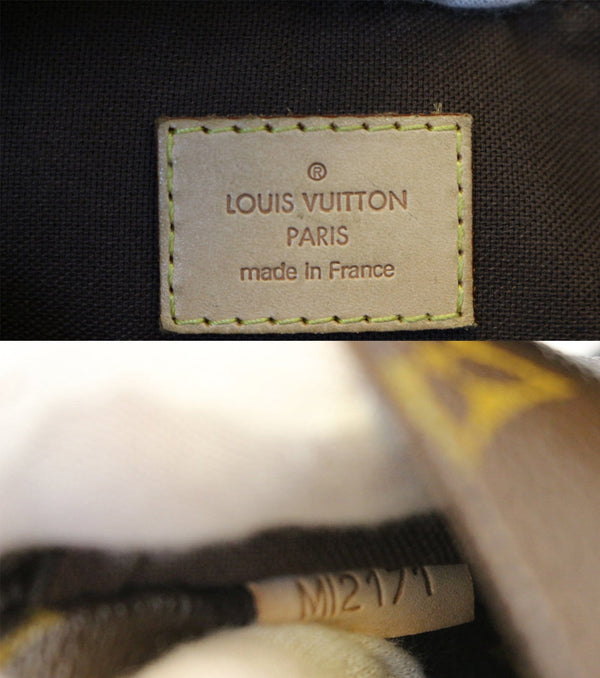 ®
LOUIS VUITTON
PARIS
made in France
MI2171